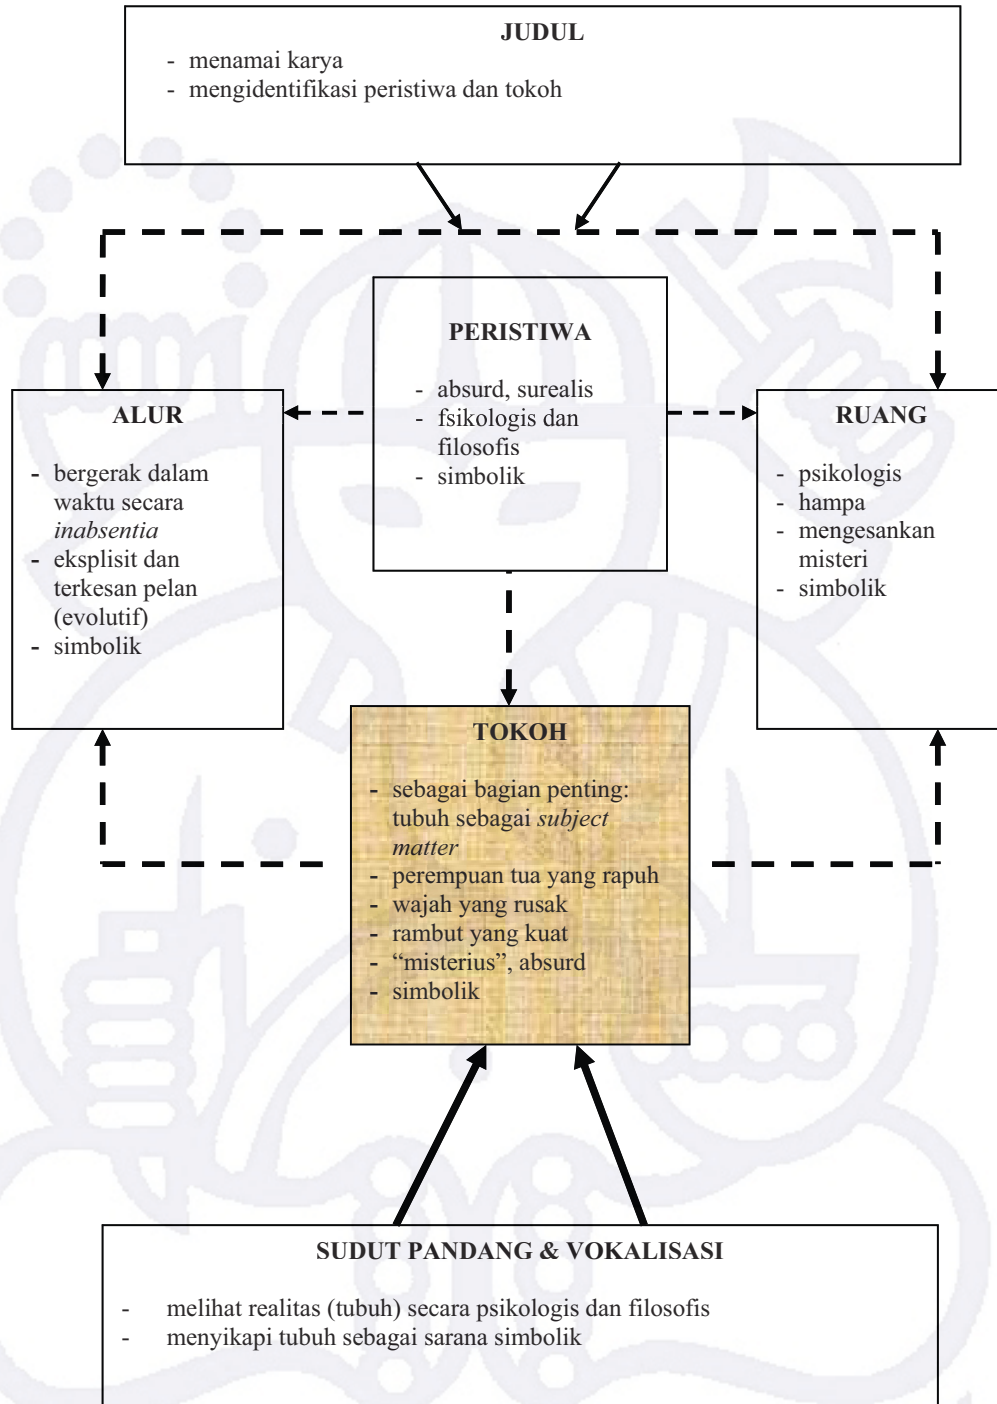 JUDUL
- menamai karya
- mengidentifikasi peristiwa dan tokoh
PERISTIWA
- absurd, surealis
- fsikologis dan
filosofis
- simbolik
ALUR
- bergerak dalam
waktu secara
inabsentia
- eksplisit dan
terkesan pelan
(evolutif)
- simbolik
RUANG
- psikologis
- hampa
- mengesankan
misteri
- simbolik
TOKOH
- sebagai bagian penting:
tubuh sebagai subject
matter
- perempuan tua yang rapuh
- wajah yang rusak
- rambut yang kuat
- “misterius”, absurd
- simbolik
SUDUT PANDANG & VOKALISASI
- melihat realitas (tubuh) secara psikologis dan filosofis
- menyikapi tubuh sebagai sarana simbolik